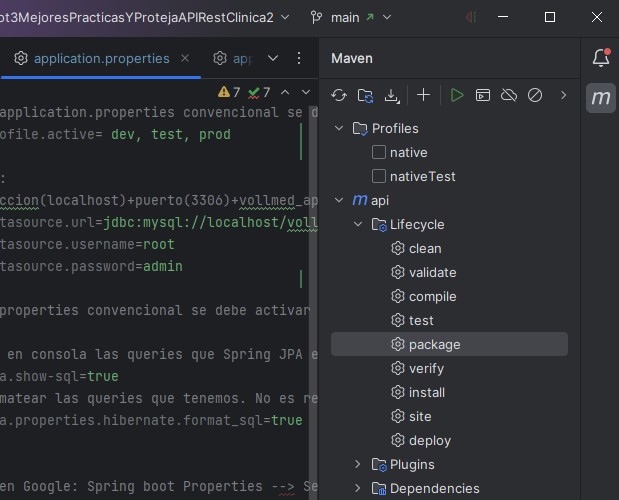 ot3MejoresPracticasYProtejaAPIRestClinica2 main
application.properties ap
Maven
7 7
application.properties convencional se d
ofile.active= dev, test, prod
:
ccion(localhost)+puerto(3306)+vollmed_ap
tasource.url=jdbc:mysql://localhost/voll
tasource.username=root
tasource.password=admin
properties convencional se debe activar
en consola las queries que Spring JPA e
a.show-sql=true
matear las queries que tenemos. No es re
a.properties.hibernate.format_sql=true
en Google: Spring boot Properties --> Se
Profiles
native
nativeTest
m api
Lifecycle
clean
validate
compile
test
package
verify
install
site
deploy
Plugins
Dependencies
m